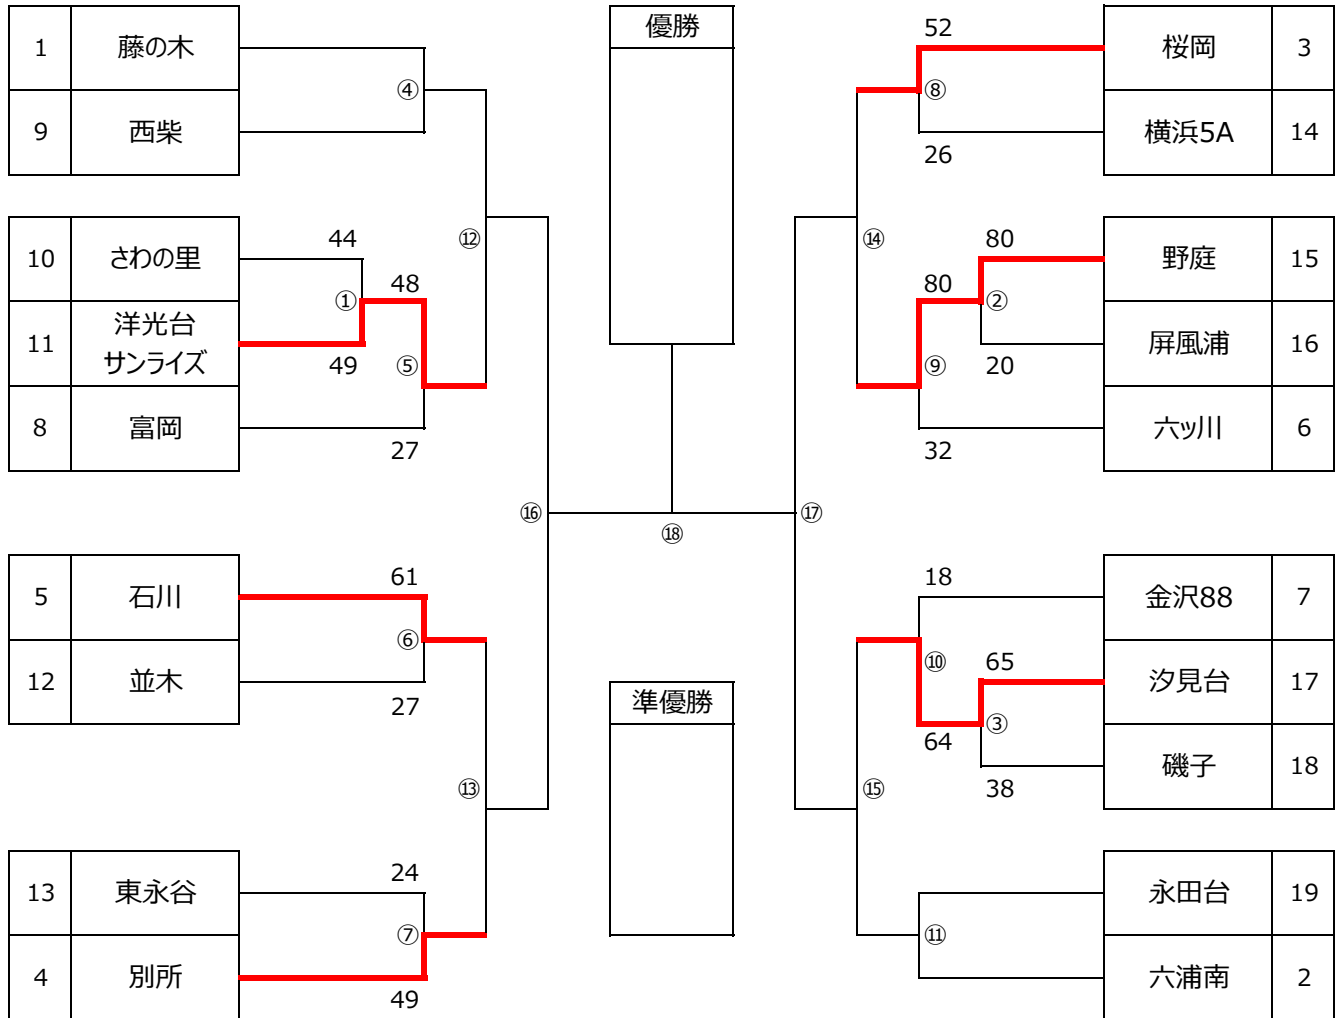 1 藤の木
9 西柴
④
10 さわの里
11 洋光台
サンライズ
8 富岡
44
①
49
48
⑤
27
⑫
5 石川
12 並木
61
⑥
27
13 東永谷
4 別所
24
⑦
49
⑬
⑯
優勝
⑱
準優勝
⑰
52
⑧
26
桜岡 3
横浜5A 14
⑭
80
80
②
20
⑨
32
野庭 15
屏風浦 16
六ッ川 6
18
⑩
65
64
③
38
金沢88 7
汐見台 17
磯子 18
⑮
⑪
永田台 19
六浦南 2